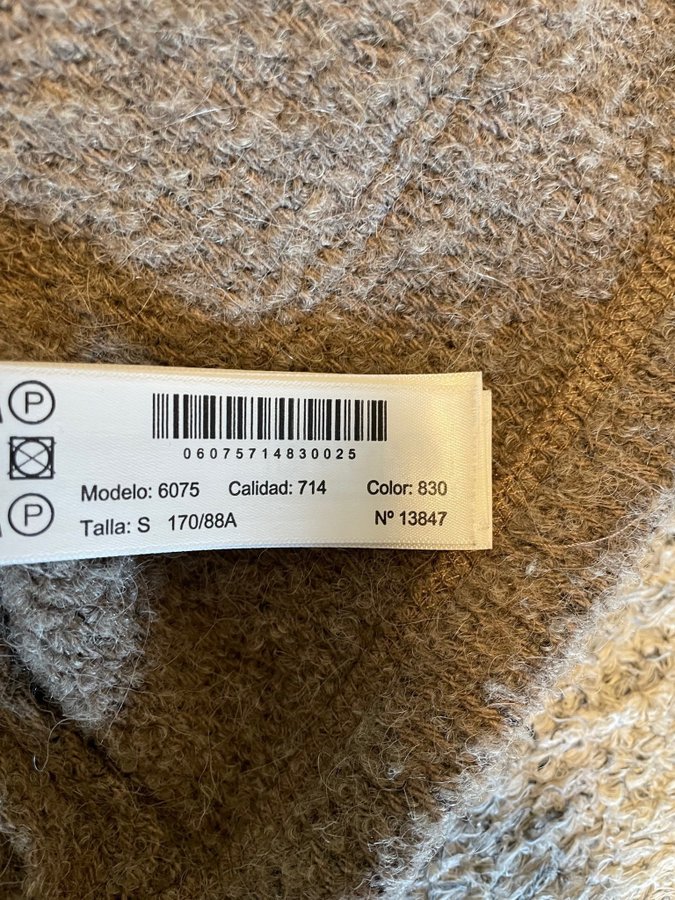 P
06075714830025
Modelo: 6075 Calidad: 714 Color: 830
P
Talla: S 170/88A Nº 13847